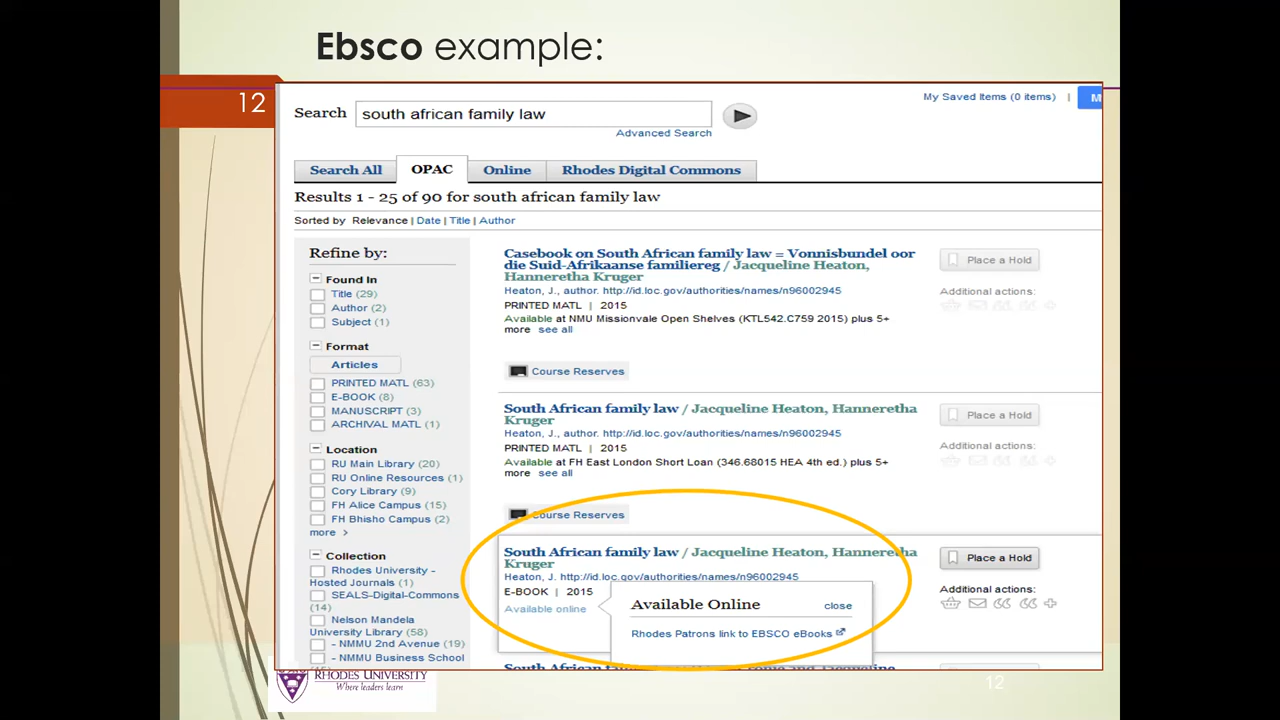 Ebsco example:
12
Search south african family law
My Saved Items (0 items) | M
Advanced Search
Search All OPAC Online Rhodes Digital Commons
Results 1 - 25 of 90 for south african family law
Sorted by Relevance | Date | Title | Author
Refine by:
Found In
Title (29)
Author (2)
Subject (1)
Format
Articles
PRINTED MATL (63)
E-BOOK (8)
MANUSCRIPT (3)
ARCHIVAL MATL (1)
Location
RU Main Library (20)
RU Online Resources (1)
Cory Library (9)
FH Alice Campus (15)
FH Bhisho Campus (2)
more >
Collection
Rhodes University -
Hosted Journals (1)
SEALS-Digital-Commons
(14)
Nelson Mandela
University Library (58)
- NMMU 2nd Avenue (19)
- NMMU Business School
Casebook on South African family law = Vonnisbundel oor
die Suid-Afrikaanse familiereg / Jacqueline Heaton,
Hanneretha Kruger
Heaton, J., author. http://id.loc.gov/authorities/names/n96002945
PRINTED MATL | 2015
Available at NMU Missionvale Open Shelves (KTL542.C759 2015) plus 5+
more see all
Course Reserves
Place a Hold
Additional actions:
South African family law / Jacqueline Heaton, Hanneretha
Kruger
Heaton, J., author. http://id.loc.gov/authorities/names/n96002945
PRINTED MATL | 2015
Available at FH East London Short Loan (346.68015 HEA 4th ed.) plus 5+
more see all
Course Reserves
Place a Hold
Additional actions:
South African family law / Jacqueline Heaton, Hanneretha
Kruger
Heaton, J. http://id.loc.gov/authorities/names/n96002945
E-BOOK | 2015
Available online
Available Online close
Rhodes Patrons link to EBSCO eBooks
Place a Hold
Additional actions:
RHODES UNIVERSITY
Where leaders learn
12